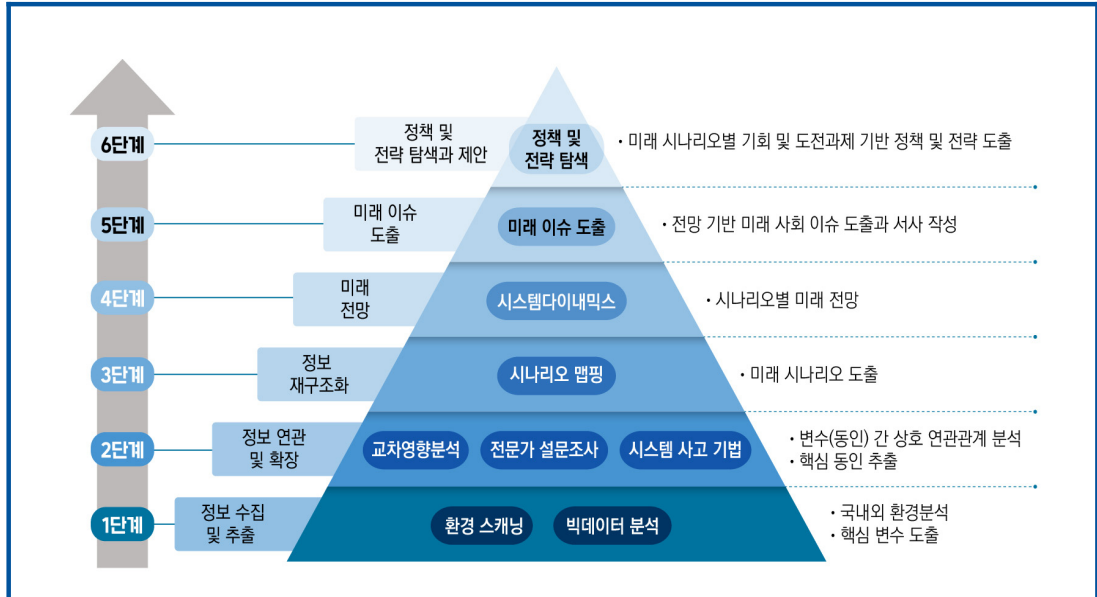 6단계
정책 및
전략 탐색과 제안
정책 및
전략 탐색
· 미래 시나리오별 기회 및 도전과제 기반 정책 및 전략 도출
5단계
미래 이슈
도출
미래 이슈 도출
· 전망 기반 미래 사회 이슈 도출과 서사 작성
4단계
미래
전망
시스템다이내믹스
· 시나리오별 미래 전망
3단계
정보
재구조화
시나리오 맵핑
· 미래 시나리오 도출
2단계
정보 연관
및 확장
교차영향분석
전문가 설문조사
시스템 사고 기법
· 변수(동인) 간 상호 연관관계 분석
· 핵심 동인 추출
1단계
정보 수집
및 추출
환경 스캐닝
빅데이터 분석
· 국내외 환경분석
· 핵심 변수 도출